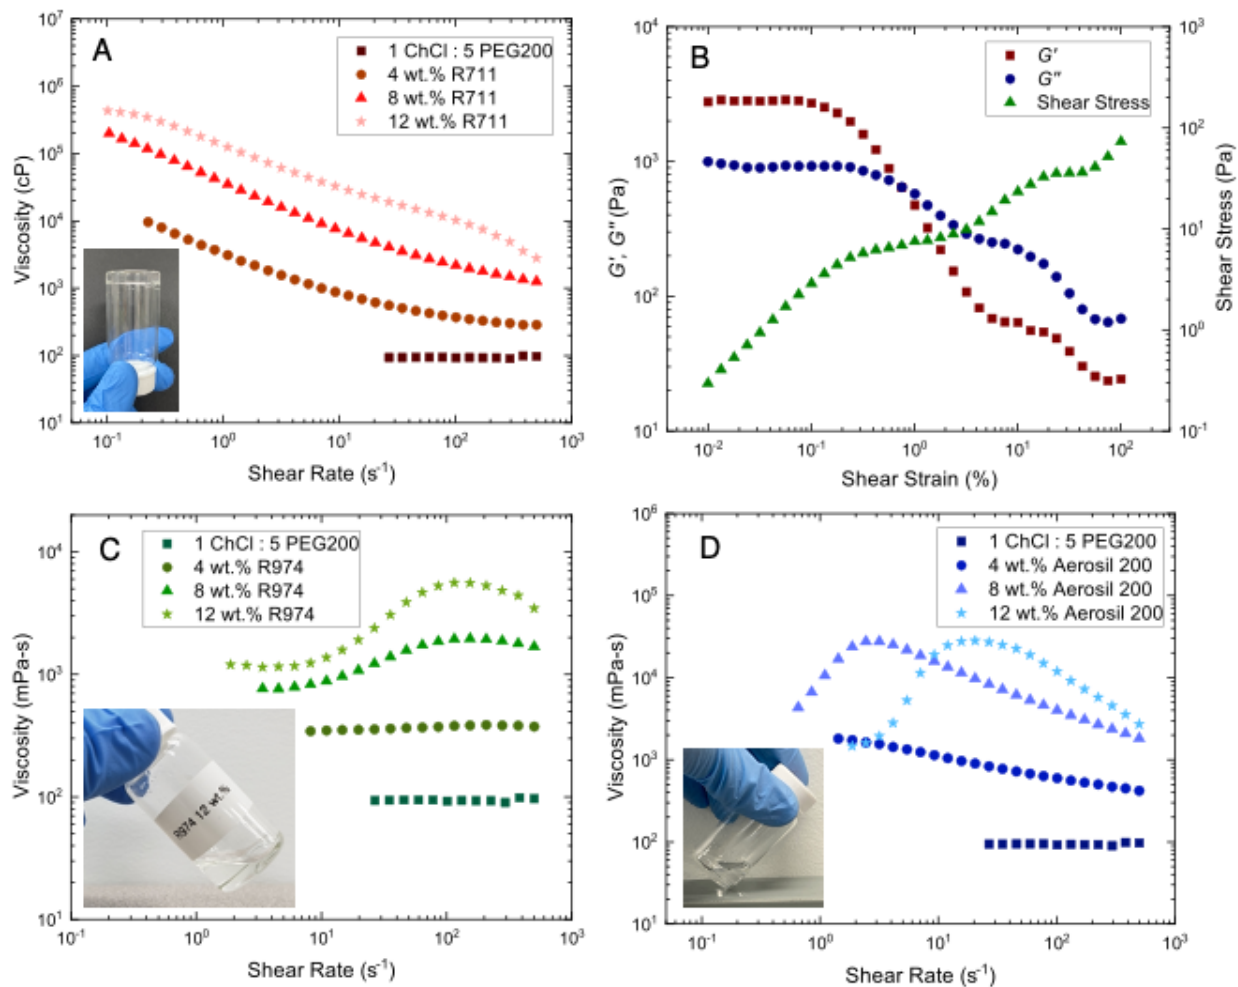 A
1 ChCl : 5 PEG200
4 wt.% R711
8 wt.% R711
12 wt.% R711
10⁶
10⁵
10⁴
10³
10²
10¹
Viscosity (cP)
10⁻¹ 10⁰ 10¹ 10² 10³
Shear Rate (s⁻¹)
B
G'
G''
Shear Stress
10⁴
10³
10²
10¹
G', G'' (Pa)
10³
10²
10¹
10⁰
10⁻¹
Shear Stress (Pa)
10⁻² 10⁻¹ 10⁰ 10¹ 10²
Shear Strain (%)
C
1 ChCl : 5 PEG200
4 wt.% R974
8 wt.% R974
12 wt.% R974
10⁴
10³
10²
10¹
Viscosity (mPa-s)
R974 12 wt.%
10⁻¹ 10⁰ 10¹ 10² 10³
Shear Rate (s⁻¹)
D
1 ChCl : 5 PEG200
4 wt.% Aerosil 200
8 wt.% Aerosil 200
12 wt.% Aerosil 200
10⁶
10⁵
10⁴
10³
10²
10¹
Viscosity (mPa-s)
10⁻¹ 10⁰ 10¹ 10² 10³
Shear Rate (s⁻¹)